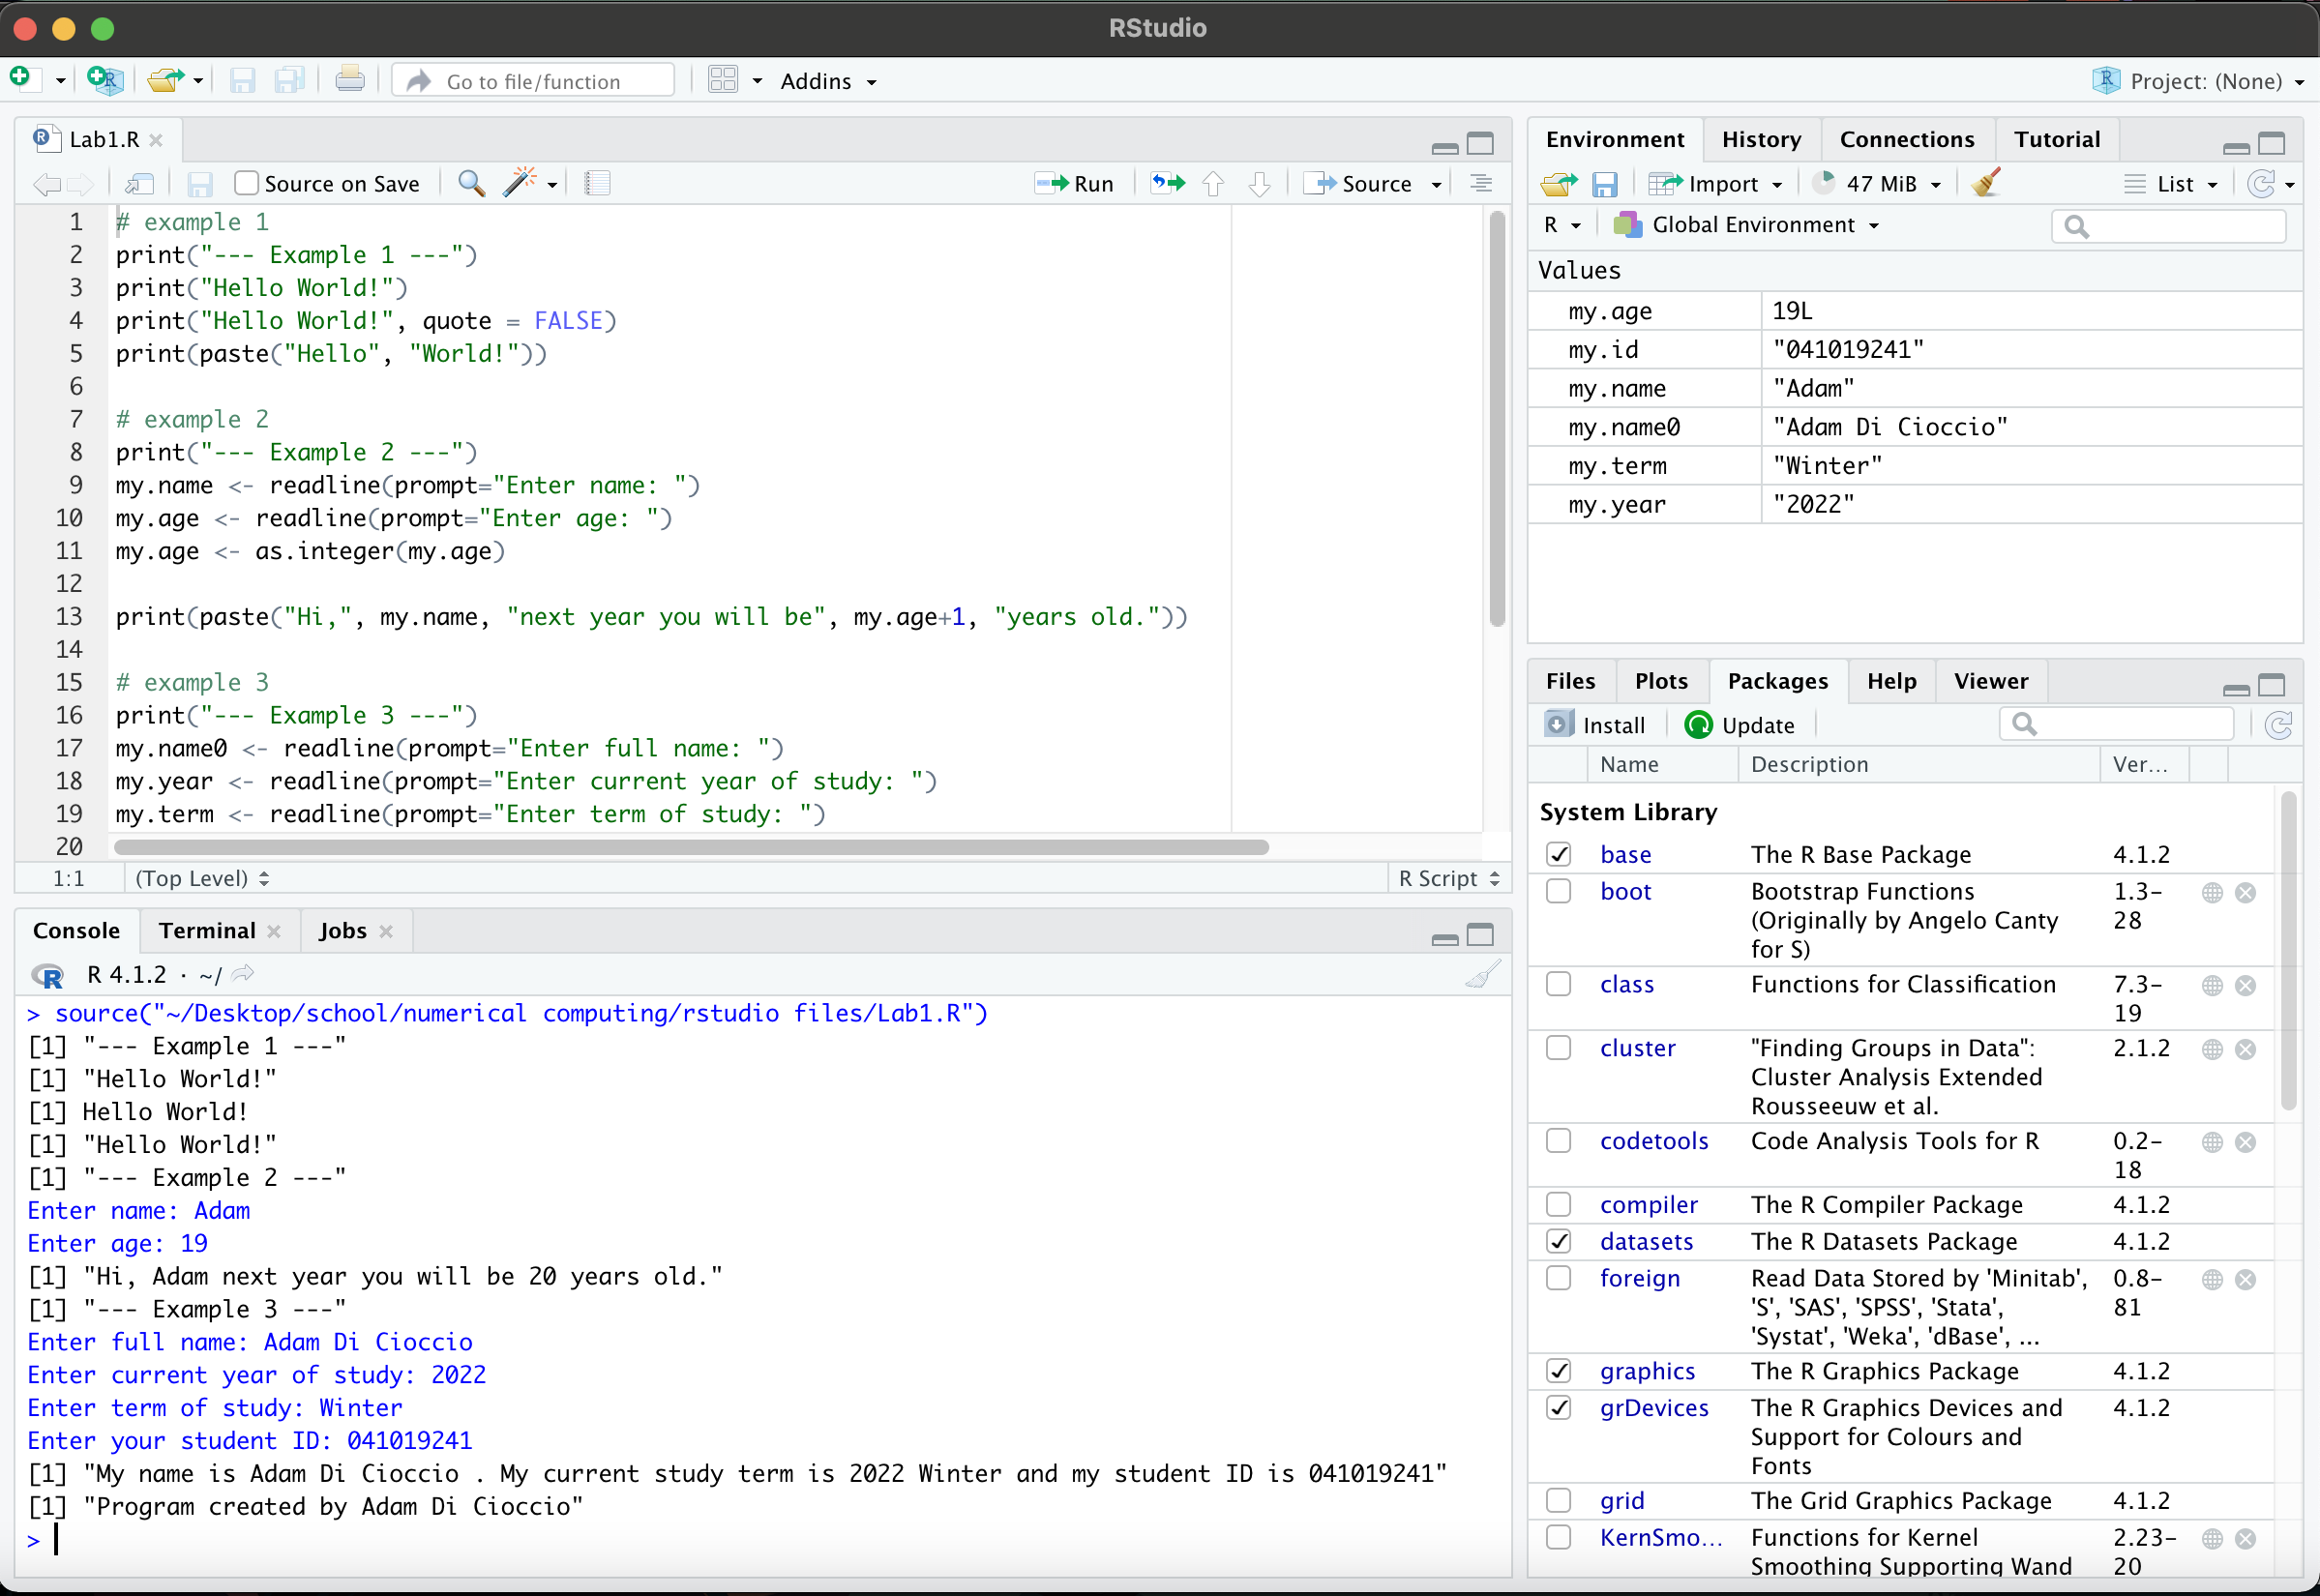 RStudio
Go to file/function
Addins
Project: (None)
Lab1.R
Source on Save
Run
Source
1 # example 1
2 print("--- Example 1 ---")
3 print("Hello World!")
4 print("Hello World!", quote = FALSE)
5 print(paste("Hello", "World!"))
6
7 # example 2
8 print("--- Example 2 ---")
9 my.name <- readline(prompt="Enter name: ")
10 my.age <- readline(prompt="Enter age: ")
11 my.age <- as.integer(my.age)
12
13 print(paste("Hi,", my.name, "next year you will be", my.age+1, "years old."))
14
15 # example 3
16 print("--- Example 3 ---")
17 my.name0 <- readline(prompt="Enter full name: ")
18 my.year <- readline(prompt="Enter current year of study: ")
19 my.term <- readline(prompt="Enter term of study: ")
20
1:1 (Top Level) R Script
Console Terminal Jobs
R 4.1.2 · ~/
> source("~/Desktop/school/numerical computing/rstudio files/Lab1.R")
[1] "--- Example 1 ---"
[1] "Hello World!"
[1] Hello World!
[1] "Hello World!"
[1] "--- Example 2 ---"
Enter name: Adam
Enter age: 19
[1] "Hi, Adam next year you will be 20 years old."
[1] "--- Example 3 ---"
Enter full name: Adam Di Cioccio
Enter current year of study: 2022
Enter term of study: Winter
Enter your student ID: 041019241
[1] "My name is Adam Di Cioccio . My current study term is 2022 Winter and my student ID is 041019241"
[1] "Program created by Adam Di Cioccio"
>
Environment History Connections Tutorial
Import 47 MiB List
R Global Environment
Values
my.age 19L
my.id "041019241"
my.name "Adam"
my.name0 "Adam Di Cioccio"
my.term "Winter"
my.year "2022"
Files Plots Packages Help Viewer
Install Update
Name Description Ver...
System Library
base The R Base Package 4.1.2
boot Bootstrap Functions 1.3-
(Originally by Angelo Canty 28
for S)
class Functions for Classification 7.3-
19
cluster "Finding Groups in Data": 2.1.2
Cluster Analysis Extended
Rousseeuw et al.
codetools Code Analysis Tools for R 0.2-
18
compiler The R Compiler Package 4.1.2
datasets The R Datasets Package 4.1.2
foreign Read Data Stored by 'Minitab', 0.8-
'S', 'SAS', 'SPSS', 'Stata', 81
'Systat', 'Weka', 'dBase', ...
graphics The R Graphics Package 4.1.2
grDevices The R Graphics Devices and 4.1.2
Support for Colours and
Fonts
grid The Grid Graphics Package 4.1.2
KernSmo... Functions for Kernel 2.23-
Smoothing Supporting Wand 20